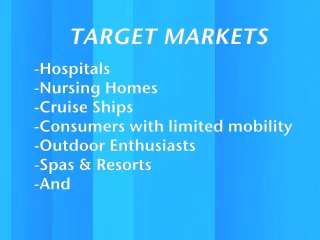 TARGET MARKETS
-Hospitals
-Nursing Homes
-Cruise Ships
-Consumers with limited mobility
-Outdoor Enthusiasts
-Spas & Resorts
-And